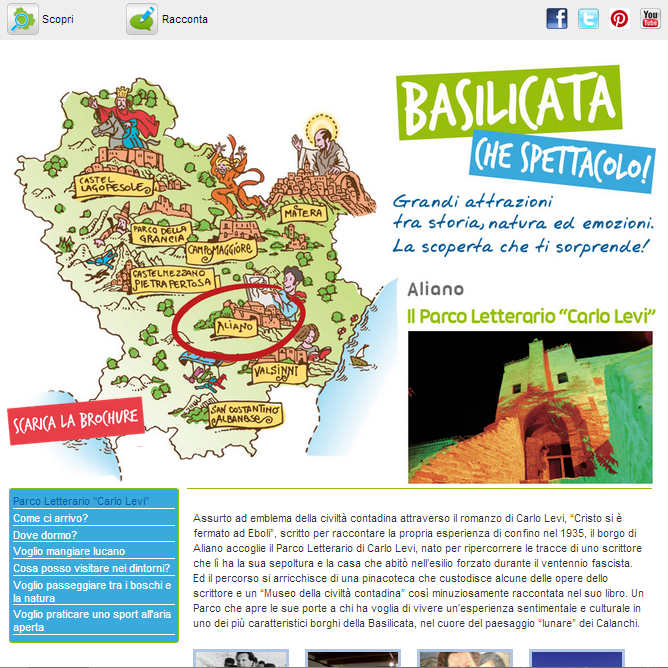 Scopri
Racconta
You
Tube
BASILICATA
CHE SPETTACOLO!
Grandi attrazioni
tra storia, natura ed emozioni.
La scoperta che ti sorprende!
CASTEL
LAGOPESOLE
MATERA
PARCO DELLA
GRANCIA
CAMPOMAGGIORE
CASTELMEZZANO
PIETRAPERTOSA
ALIANO
VALSINNI
SAN COSTANTINO
ALBANESE
SCARICA LA BROCHURE
Aliano
Il Parco Letterario "Carlo Levi"
Parco Letterario "Carlo Levi"
Come ci arrivo?
Dove dormo?
Voglio mangiare lucano
Cosa posso visitare nei dintorni?
Voglio passeggiare tra i boschi e
la natura
Voglio praticare uno sport all'aria
aperta
Assurto ad emblema della civiltà contadina attraverso il romanzo di Carlo Levi, "Cristo si è
fermato ad Eboli", scritto per raccontare la propria esperienza di confino nel 1935, il borgo di
Aliano accoglie il Parco Letterario di Carlo Levi, nato per ripercorrere le tracce di uno scrittore
che lì ha la sua sepoltura e la casa che abitò nell'esilio forzato durante il ventennio fascista.
Ed il percorso si arricchisce di una pinacoteca che custodisce alcune delle opere dello
scrittore e un "Museo della civiltà contadina" così minuziosamente raccontata nel suo libro. Un
Parco che apre le sue porte a chi ha voglia di vivere un'esperienza sentimentale e culturale in
uno dei più caratteristici borghi della Basilicata, nel cuore del paesaggio "lunare" dei Calanchi.